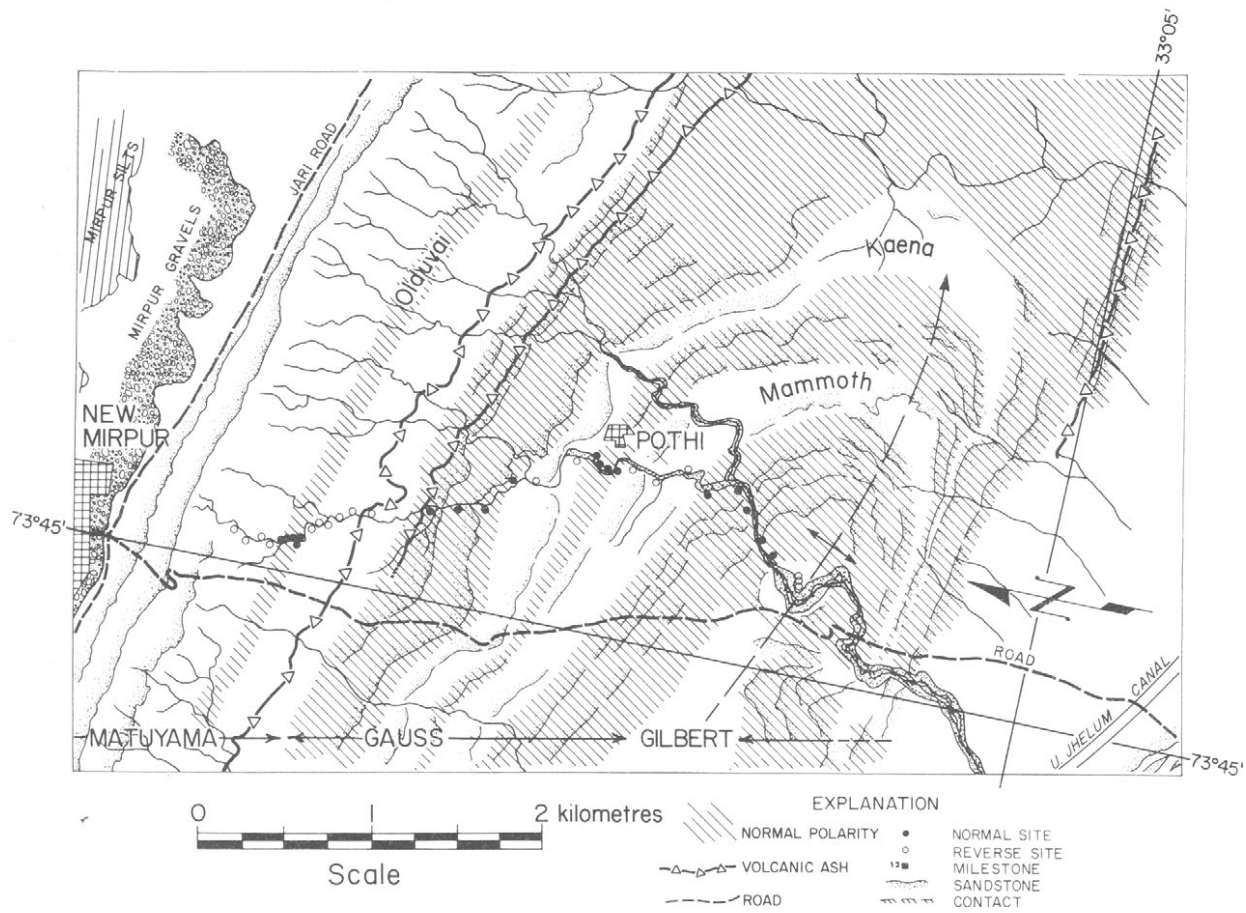 33°05'
JARI ROAD
MIRPUR SILTS
MIRPUR GRAVELS
Olduvai
Kaena
Mammoth
NEW
MIRPUR
POTHI
73°45'
ROAD
U. JHELUM CANAL
MATUYAMA
GAUSS
GILBERT
73°45'
0 1 2 kilometres
Scale
EXPLANATION
NORMAL POLARITY
VOLCANIC ASH
ROAD
NORMAL SITE
REVERSE SITE
13 MILESTONE
SANDSTONE
CONTACT